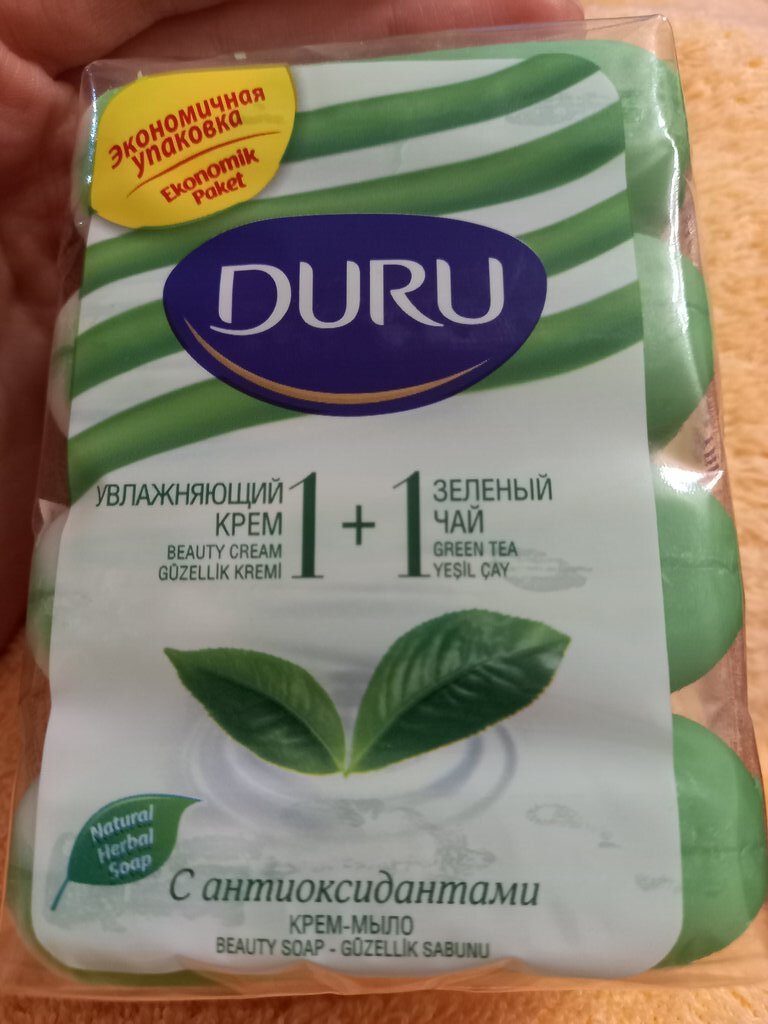 ЭКОНОМИЧНАЯ
упаковка
Ekonomik
Paket
DURU
УВЛАЖНЯЮЩИЙ
КРЕМ
BEAUTY CREAM
GÜZELLİK KREMİ
1 + 1
ЗЕЛЕНЫЙ
ЧАЙ
GREEN TEA
YEŞİL ÇAY
Natural
Herbal
Soap
С антиоксидантами
КРЕМ-МЫЛО
BEAUTY SOAP - GÜZELLİK SABUNU